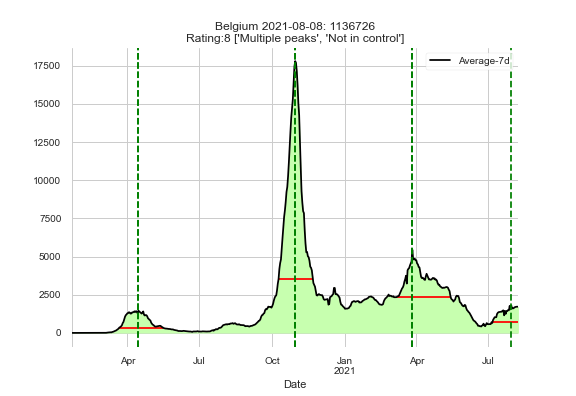 Belgium 2021-08-08: 1136726
Rating:8 ['Multiple peaks', 'Not in control']
Average-7d
17500
15000
12500
10000
7500
5000
2500
0
Apr Jul Oct Jan Apr Jul
2021
Date